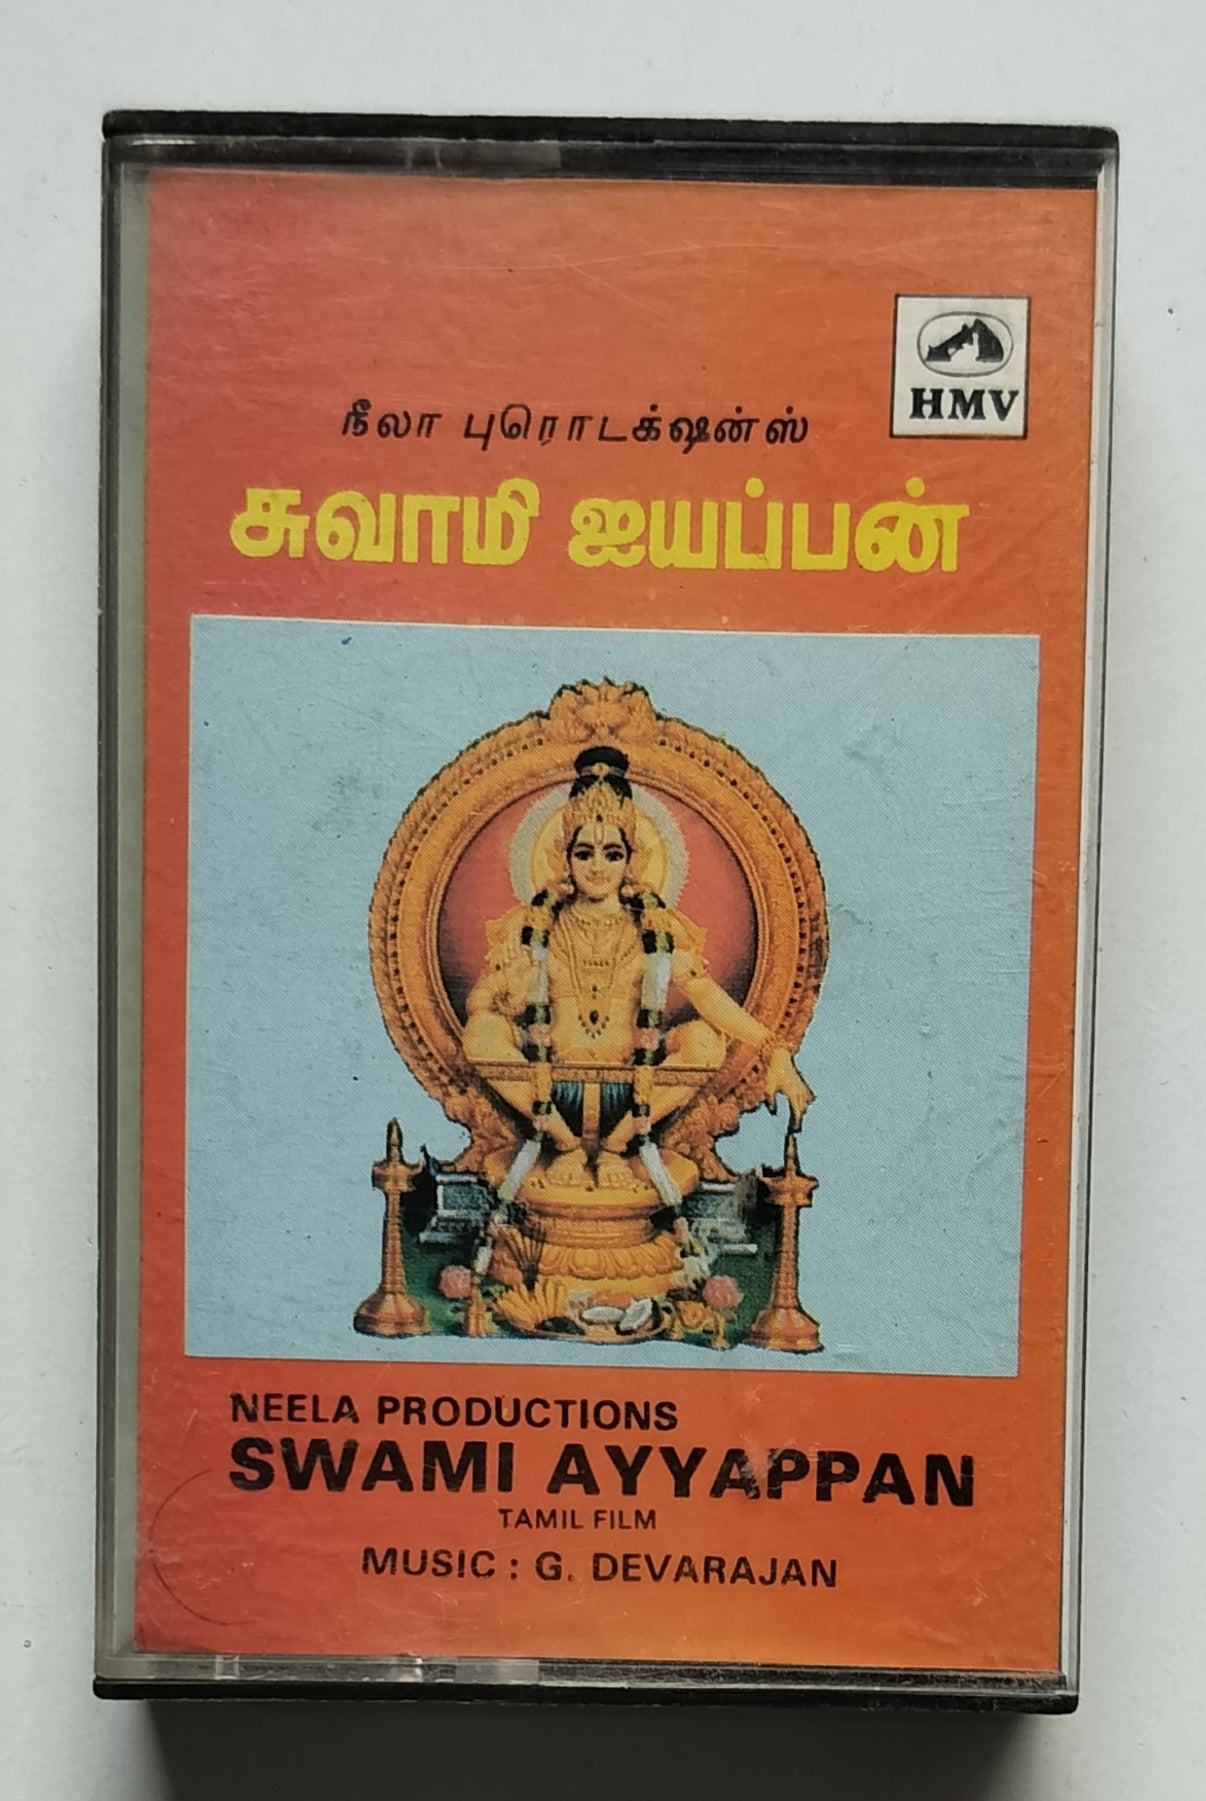 HMV
நீலா புரொடக்ஷன்ஸ்
சுவாமி ஐயப்பன்
NEELA PRODUCTIONS
SWAMI AYYAPPAN
TAMIL FILM
MUSIC : G. DEVARAJAN